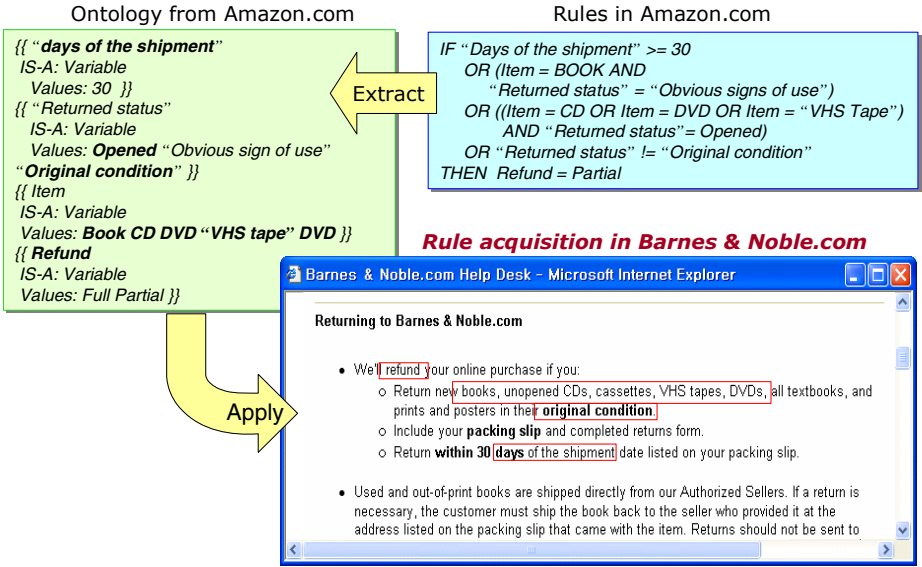 Ontology from Amazon.com
{{ “days of the shipment”
IS-A: Variable
Values: 30 }}
{{ “Returned status”
IS-A: Variable
Values: Opened “Obvious sign of use”
“Original condition” }}
{{ Item
IS-A: Variable
Values: Book CD DVD “VHS tape” DVD }}
{{ Refund
IS-A: Variable
Values: Full Partial }}
Extract
Rules in Amazon.com
IF “Days of the shipment” >= 30
OR (Item = BOOK AND
“Returned status” = “Obvious signs of use”)
OR ((Item = CD OR Item = DVD OR Item = “VHS Tape”)
AND “Returned status”= Opened)
OR “Returned status” != “Original condition”
THEN Refund = Partial
Rule acquisition in Barnes & Noble.com
Barnes & Noble.com Help Desk - Microsoft Internet Explorer
Apply
Returning to Barnes & Noble.com
• We'll refund your online purchase if you:
o Return new books, unopened CDs, cassettes, VHS tapes, DVDs, all textbooks, and
prints and posters in their original condition.
o Include your packing slip and completed returns form.
o Return within 30 days of the shipment date listed on your packing slip.
• Used and out-of-print books are shipped directly from our Authorized Sellers. If a return is
necessary, the customer must ship the book back to the seller who provided it at the
address listed on the packing slip that came with the item. Returns should not be sent to